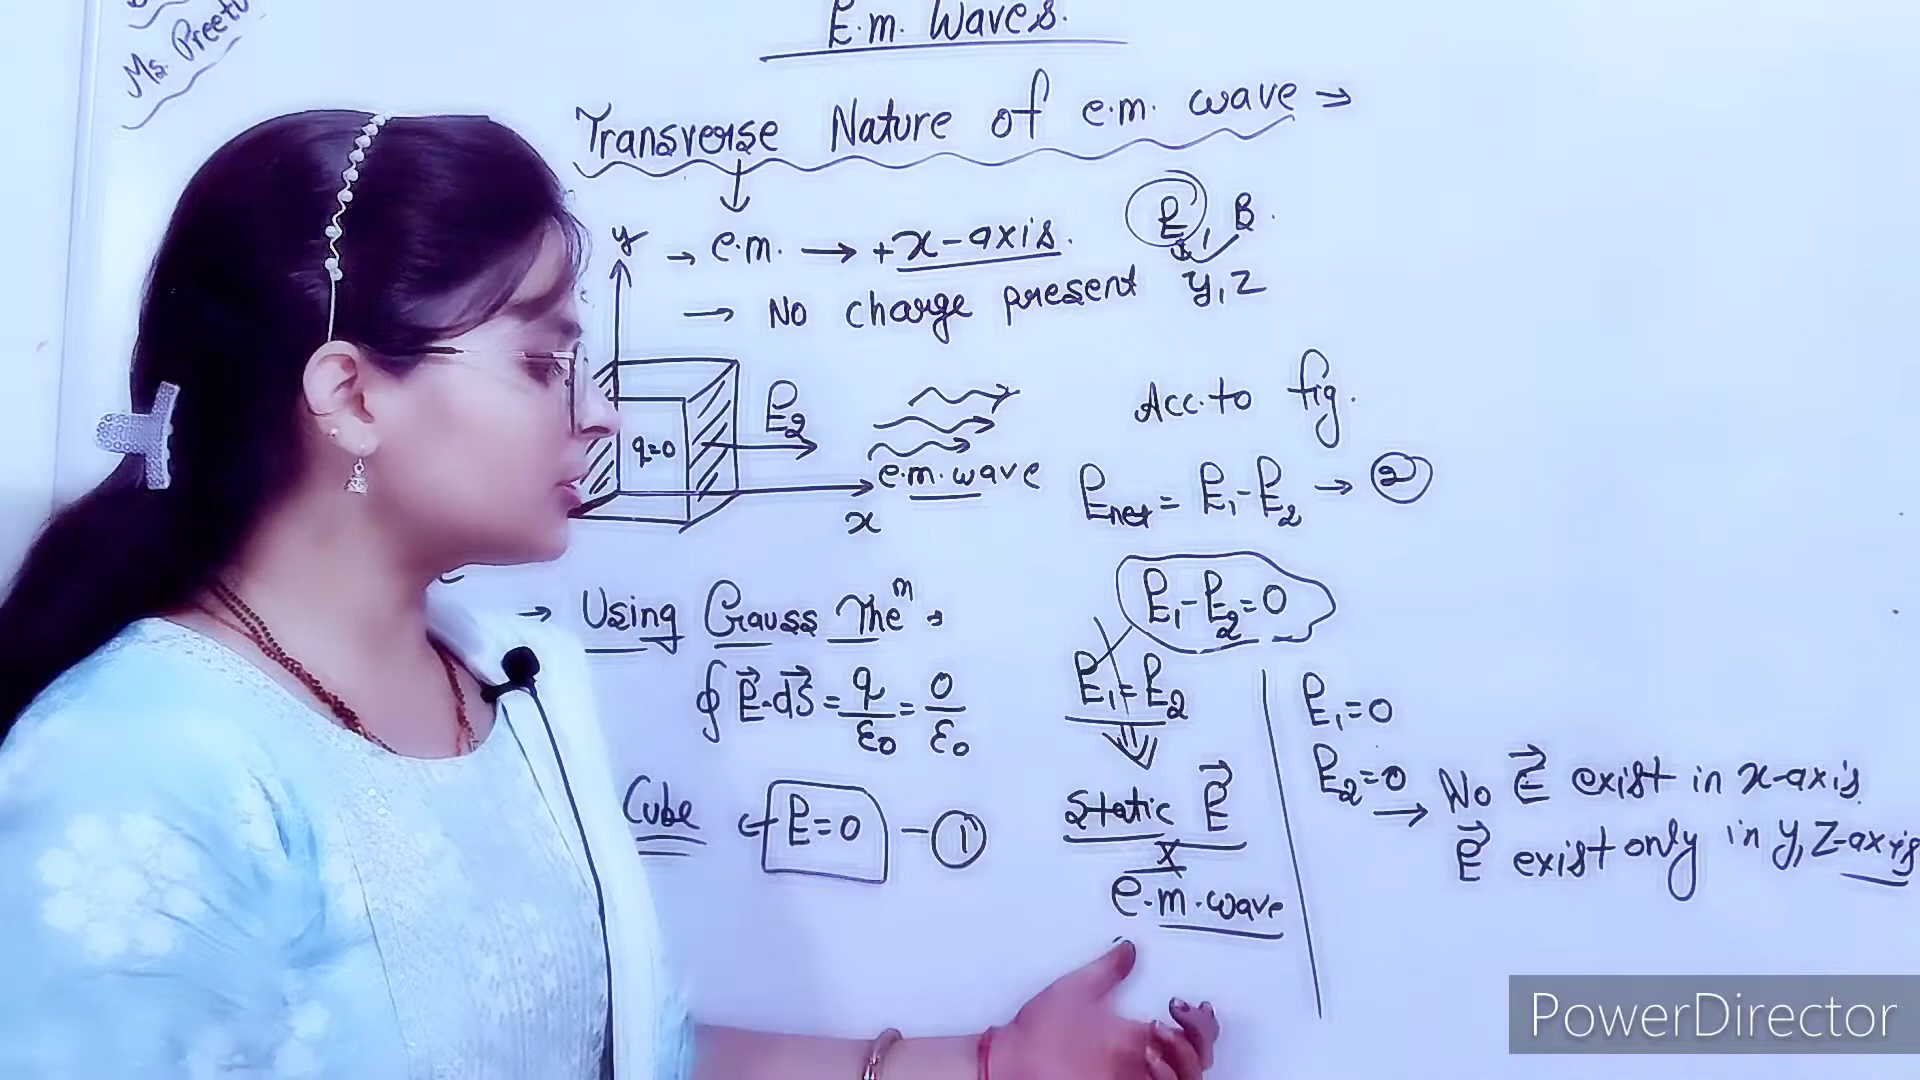 Ms. Preetu
E.m. Waves.
Transverse Nature of e.m. wave →
→ e.m. → +x-axis.
E, B.
y, z
→ No charge present
y
q=0
E2
e.m. wave
x
Acc. to fig.
Enet = E1-E2 → 2
E1-E2=0
E1=E2
Static E⃗
x
e.m. wave
→ Using Gauss The^m →
∮ E⃗·dS⃗ = q/ε0 = 0/ε0
Cube ← E=0 — 1
E1=0
E2=0
→ No E⃗ exist in x-axis.
E⃗ exist only in y, z-axis
PowerDirector